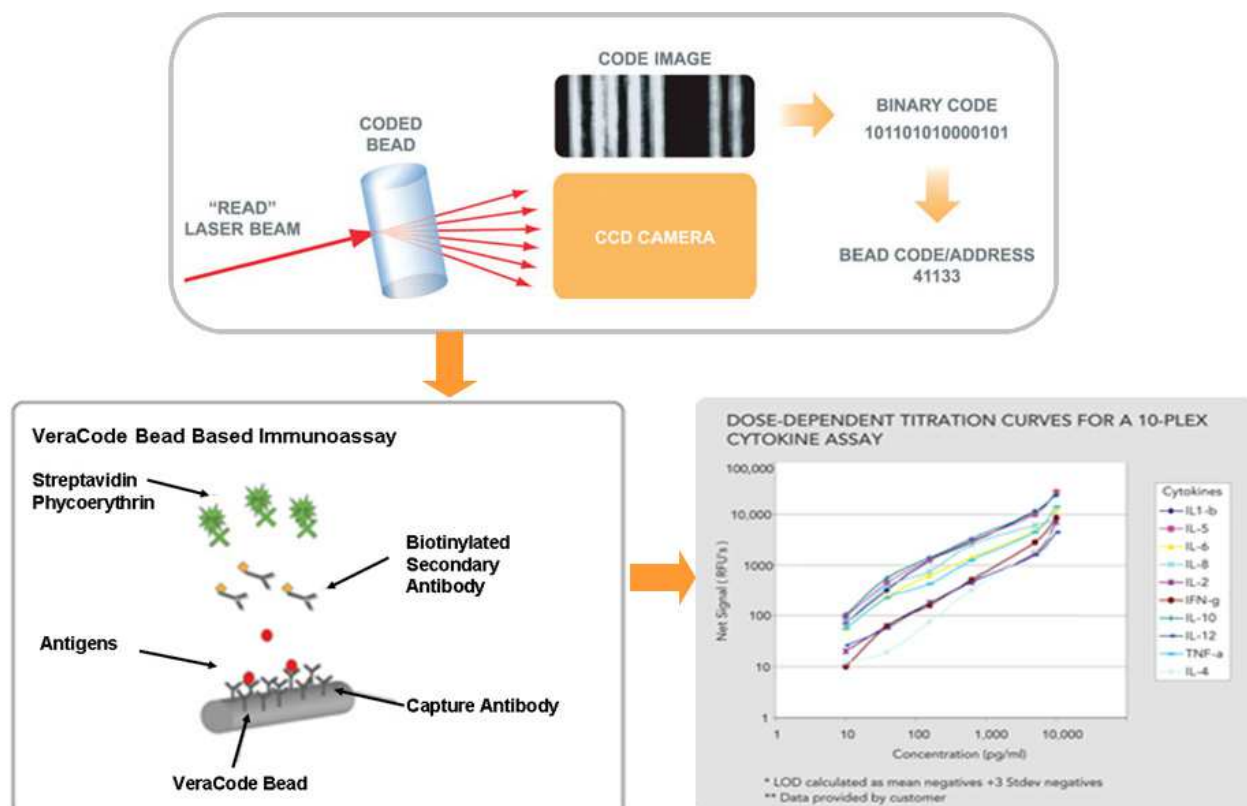 CODE IMAGE
CODED
BEAD
"READ"
LASER BEAM
CCD CAMERA
BINARY CODE
101101010000101
BEAD CODE/ADDRESS
41133
VeraCode Bead Based Immunoassay
Streptavidin
Phycoerythrin
Biotinylated
Secondary
Antibody
Antigens
Capture Antibody
VeraCode Bead
DOSE-DEPENDENT TITRATION CURVES FOR A 10-PLEX
CYTOKINE ASSAY
Net Signal ( RFU's )
100,000
10,000
1000
100
10
1
1
10
100
1,000
10,000
Concentration (pg/ml)
Cytokines
IL1-b
IL-5
IL-6
IL-8
IL-2
IFN-g
IL-10
IL-12
TNF-a
IL-4
* LOD calculated as mean negatives +3 Stdev negatives
** Data provided by customer